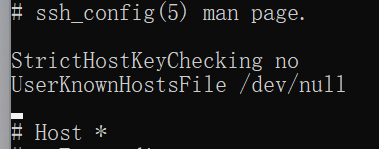 # ssh_config(5) man page.
StrictHostKeyChecking no
UserKnownHostsFile /dev/null
# Host *